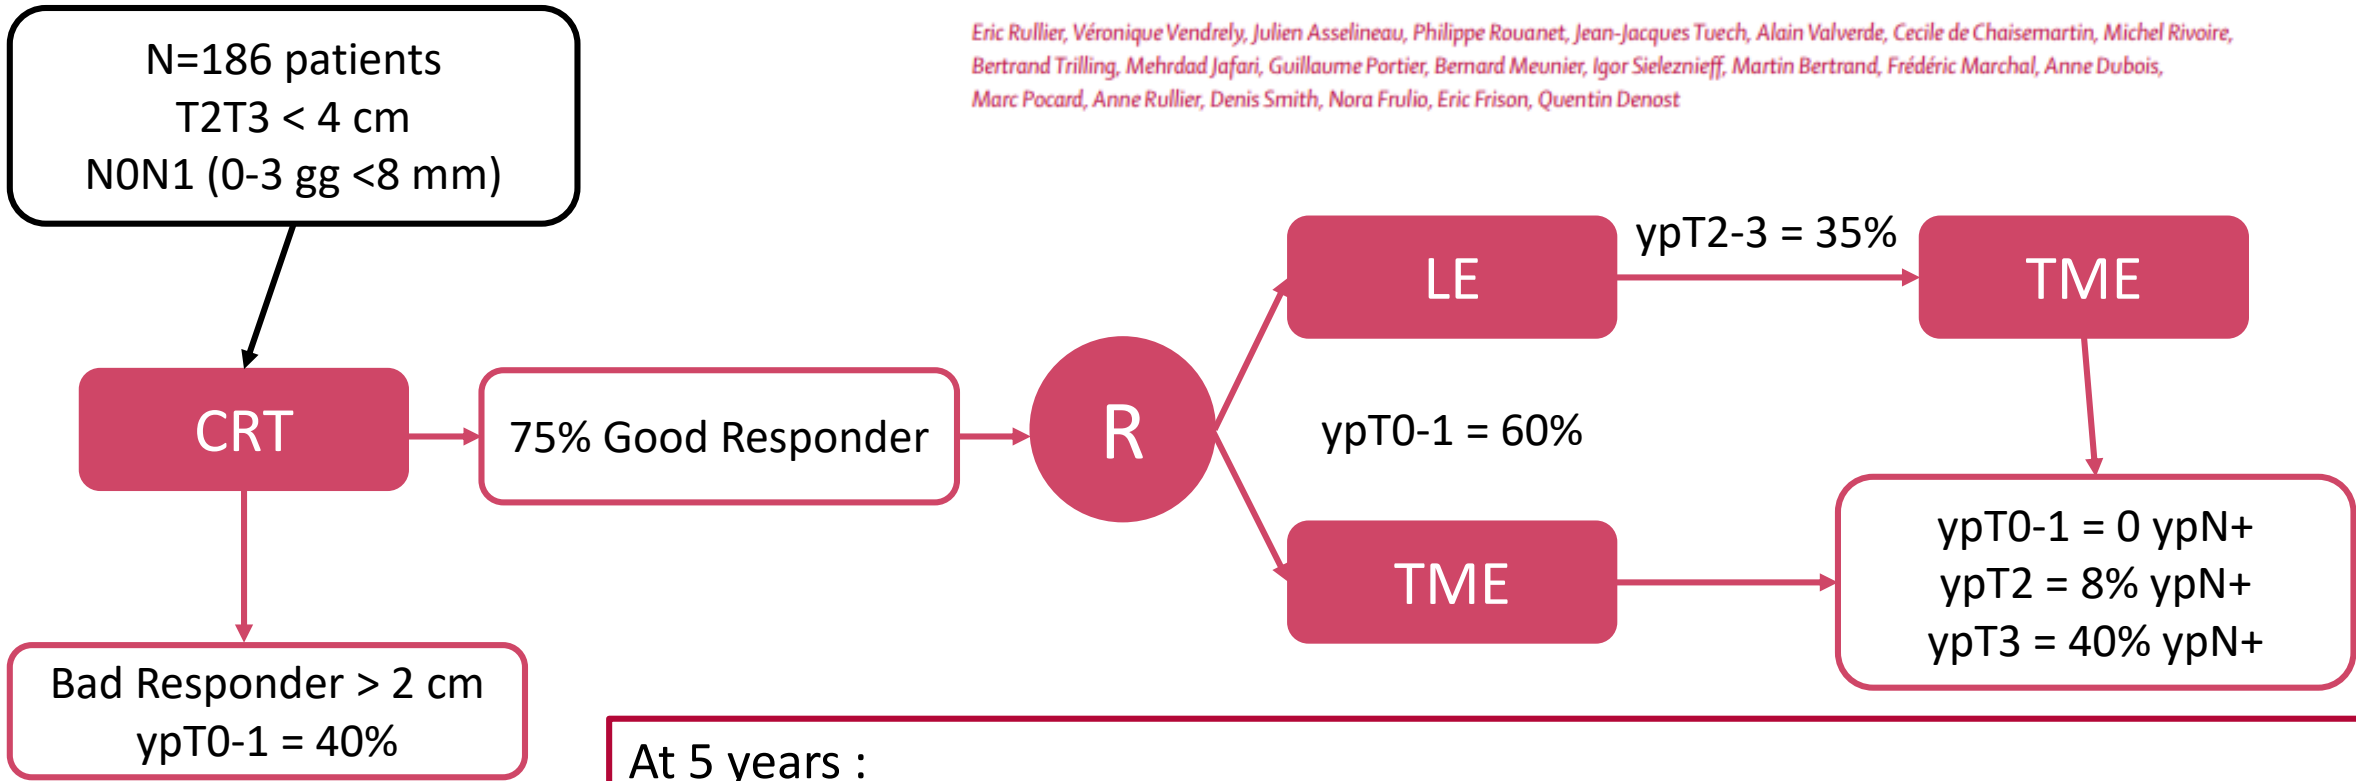 Eric Rullier, Véronique Vendrely, Julien Asselineau, Philippe Rouanet, Jean-Jacques Tuech, Alain Valverde, Cecile de Chaisemartin, Michel Rivoire,
Bertrand Trilling, Mehrdad Jafari, Guillaume Portier, Bernard Meunier, Igor Sieleznieff, Martin Bertrand, Frédéric Marchal, Anne Dubois,
Marc Pocard, Anne Rullier, Denis Smith, Nora Frulio, Eric Frison, Quentin Denost
N=186 patients
T2T3 < 4 cm
N0N1 (0-3 gg <8 mm)
CRT
75% Good Responder
R
LE
ypT2-3 = 35%
TME
ypT0-1 = 60%
TME
ypT0-1 = 0 ypN+
ypT2 = 8% ypN+
ypT3 = 40% ypN+
Bad Responder > 2 cm
ypT0-1 = 40%
At 5 years :